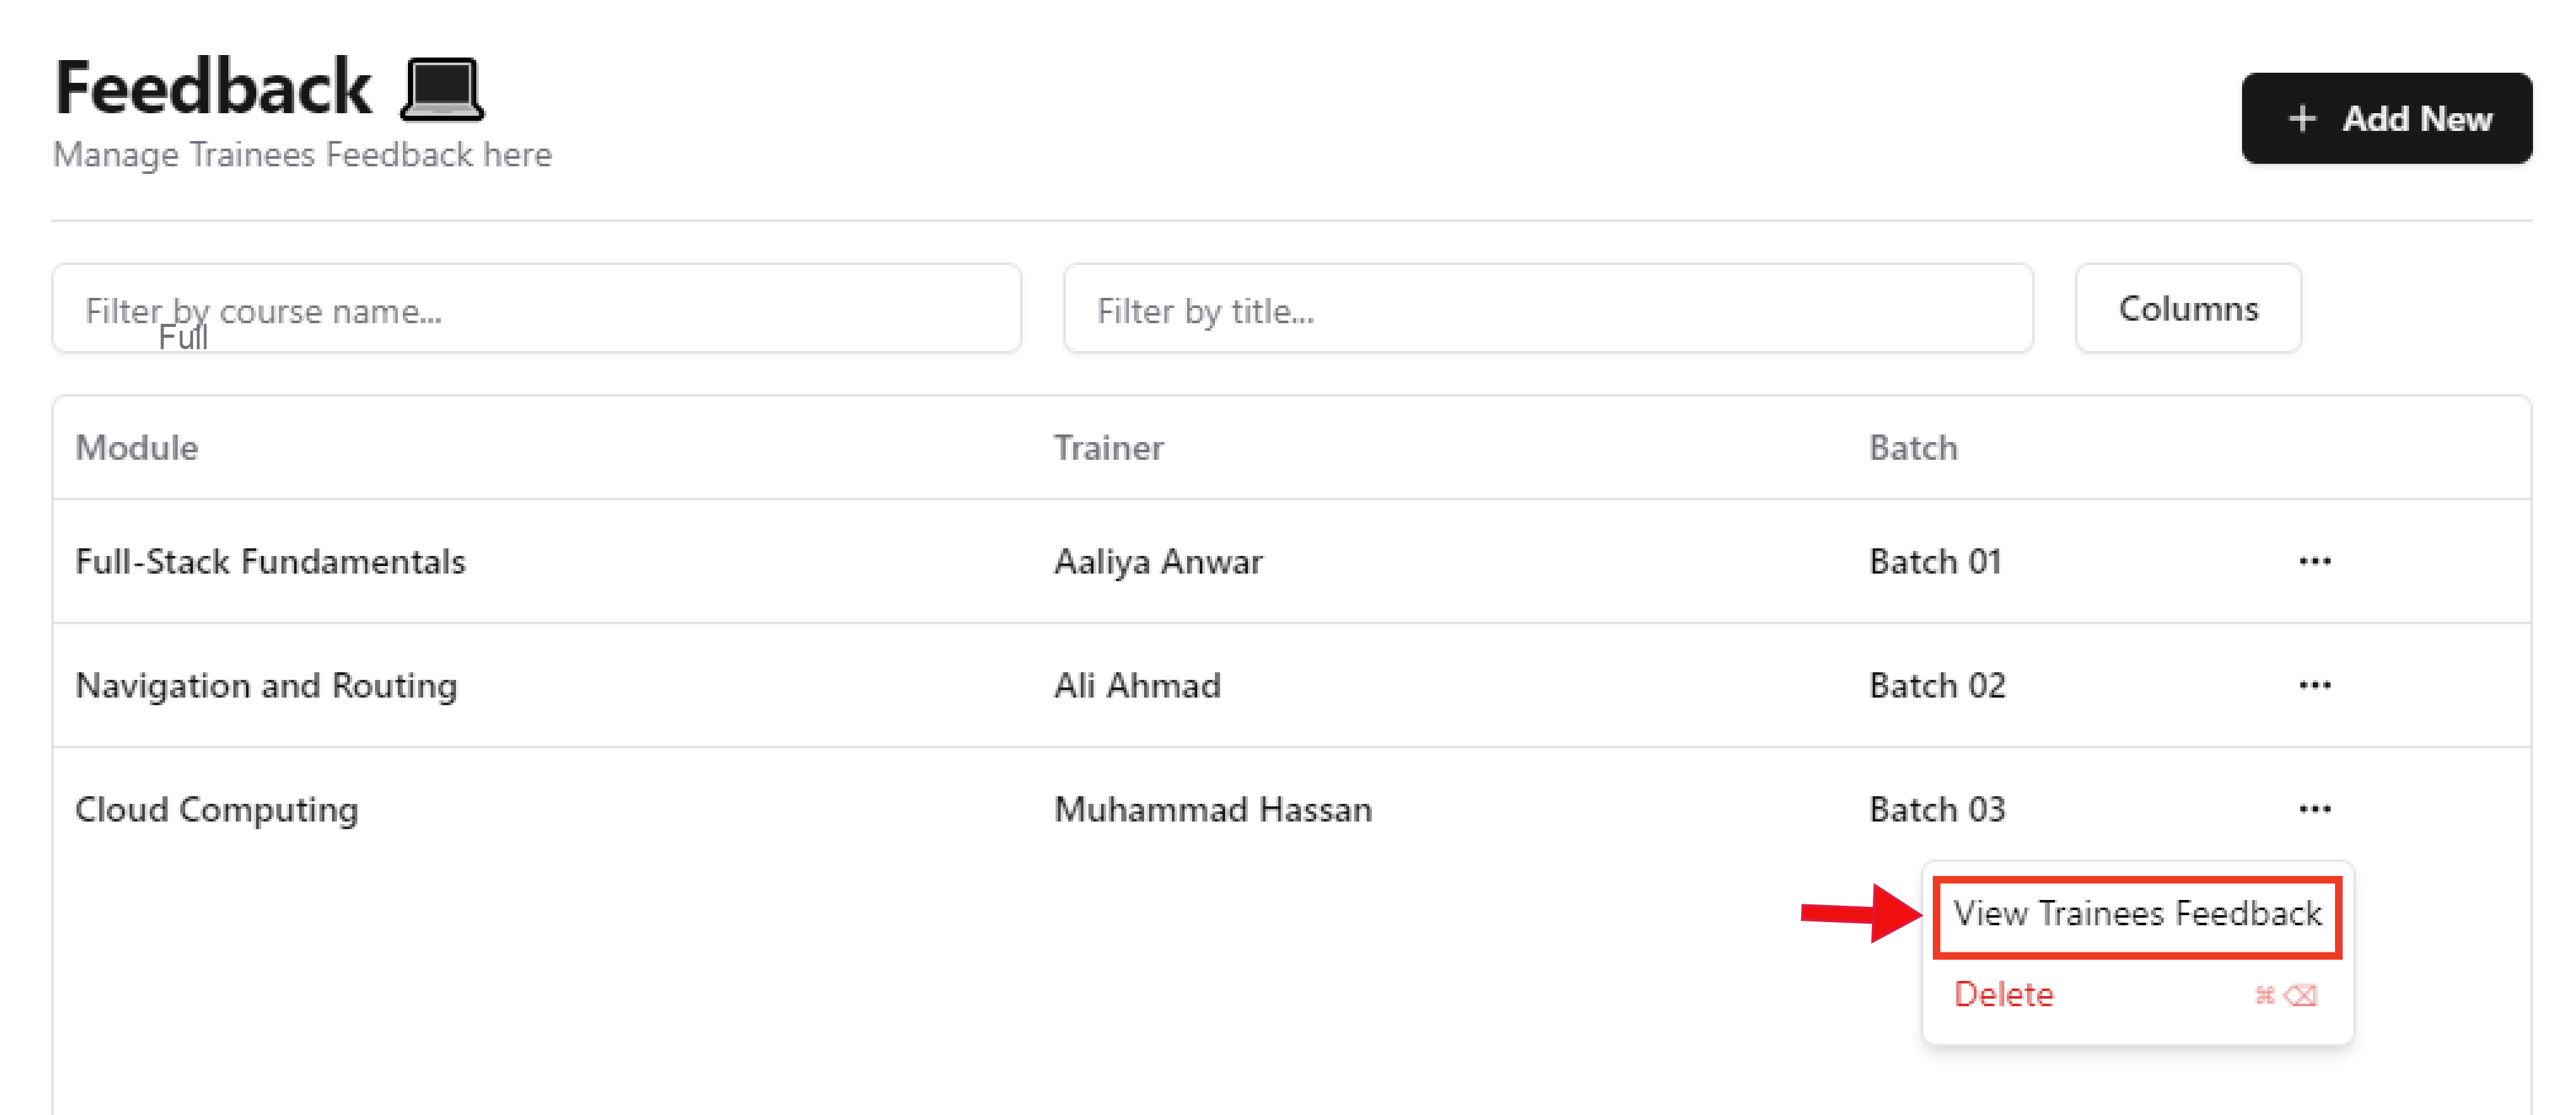 Feedback 💻
Manage Trainees Feedback here
+ Add New
Filter by course name...
Full
Filter by title...
Columns
Module Trainer Batch
Full-Stack Fundamentals Aaliya Anwar Batch 01 ...
Navigation and Routing Ali Ahmad Batch 02 ...
Cloud Computing Muhammad Hassan Batch 03 ...
View Trainees Feedback
Delete ⌘⌫